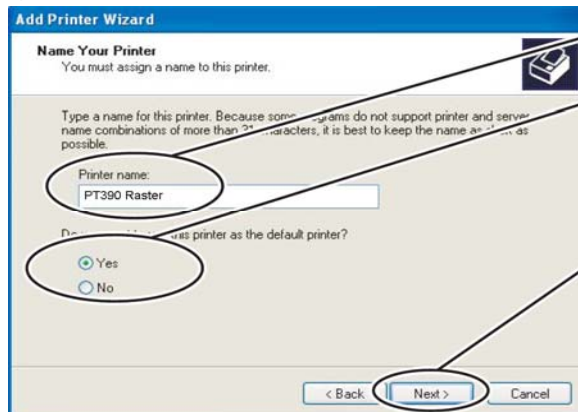 Add Printer Wizard
Name Your Printer
You must assign a name to this printer.
Type a name for this printer. Because some programs do not support printer and server
name combinations of more than 31 characters, it is best to keep the name as short as
possible.
Printer name:
PT390 Raster
this printer as the default printer?
Yes
No
< Back
Next >
Cancel